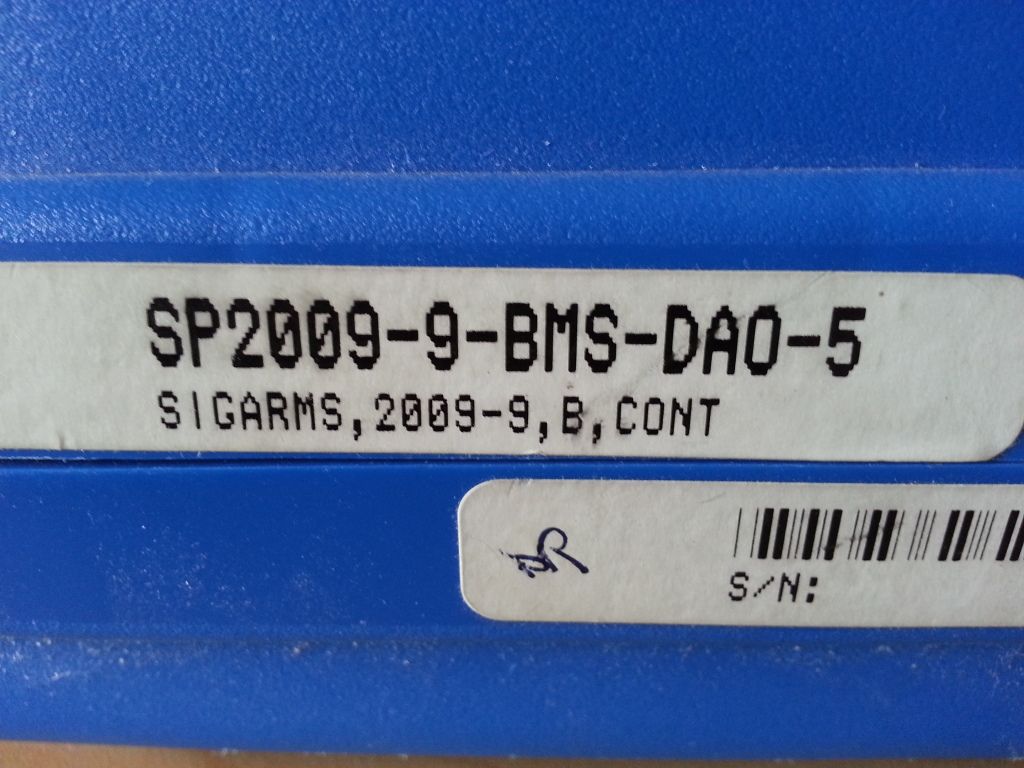 SP2009-9-BMS-DAO-5
SIGARMS,2009-9,B,CONT
S/N: